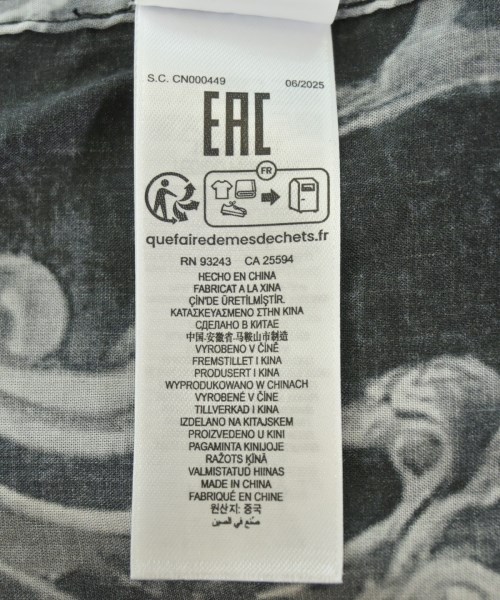 S.C. CN000449 06/2025
EAC
FR
quefairedemesdechets.fr
RN 93243 CA 25594
HECHO EN CHINA
FABRICAT A LA XINA
ÇİN'DE ÜRETİLMİŞTİR.
ΚΑΤΑΣΚΕΥΑΣΜΕΝΟ ΣΤΗΝ ΚΙΝΑ
СДЕЛАНО В КИТАЕ
中国-安徽省-马鞍山市制造
VYROBENO V ČÍNĚ
FREMSTILLET I KINA
PRODUSERT I KINA
WYPRODUKOWANO W CHINACH
VYROBENÉ V ČÍNE
TILLVERKAD I KINA
IZDELANO NA KITAJSKEM
PROIZVEDENO U KINI
PAGAMINTA KINIJOJE
RAŽOTS ĶĪNĀ
VALMISTATUD HIINAS
MADE IN CHINA
FABRIQUÉ EN CHINE
원산지: 중국
صنع في الصين